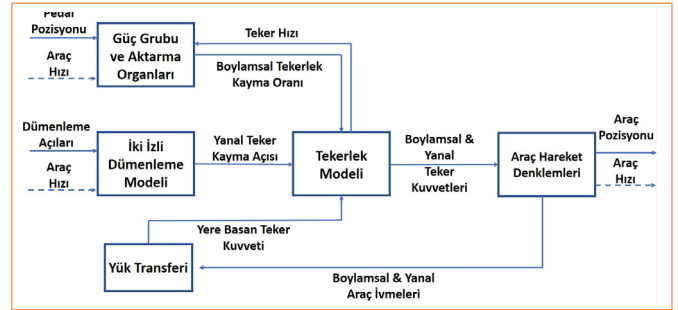 Pedal
Pozisyonu
Araç
Hızı
Güç Grubu
ve Aktarma
Organları
Teker Hızı
Boylamsal Tekerlek
Kayma Oranı
Dümenleme
Açıları
Araç
Hızı
İki İzli
Dümenleme
Modeli
Yanal Teker
Kayma Açısı
Tekerlek
Modeli
Boylamsal &
Yanal
Teker
Kuvvetleri
Araç Hareket
Denklemleri
Araç
Pozisyonu
Araç
Hızı
Yere Basan Teker
Kuvveti
Yük Transferi
Boylamsal & Yanal
Araç İvmeleri